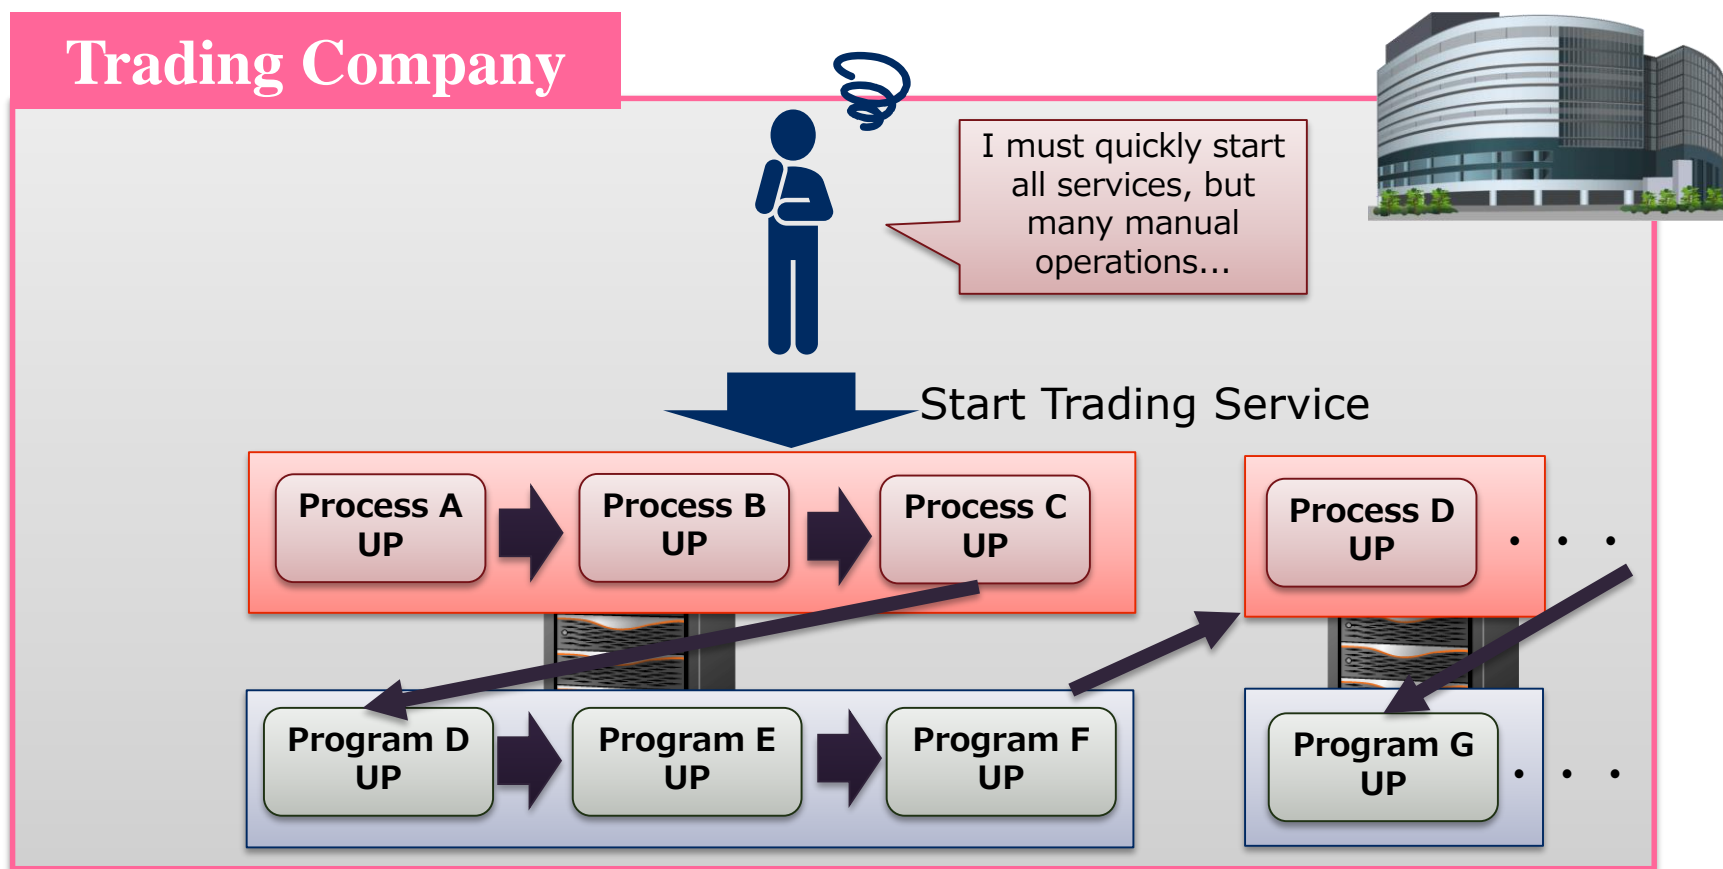 Trading Company
I must quickly start
all services, but
many manual
operations...
Start Trading Service
Process A
UP
Process B
UP
Process C
UP
Process D
UP
. . .
Program D
UP
Program E
UP
Program F
UP
Program G
UP
. . .